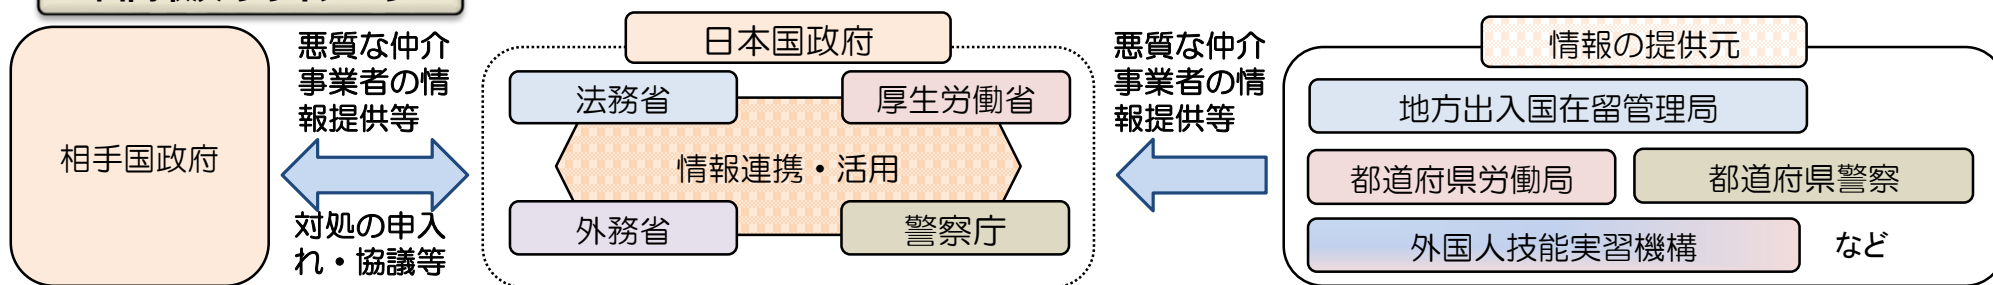 相手国政府
悪質な仲介
事業者の情
報提供等
対処の申入
れ・協議等
日本国政府
法務省
厚生労働省
情報連携・活用
外務省
警察庁
悪質な仲介
事業者の情
報提供等
情報の提供元
地方出入国在留管理局
都道府県労働局
都道府県警察
外国人技能実習機構
など